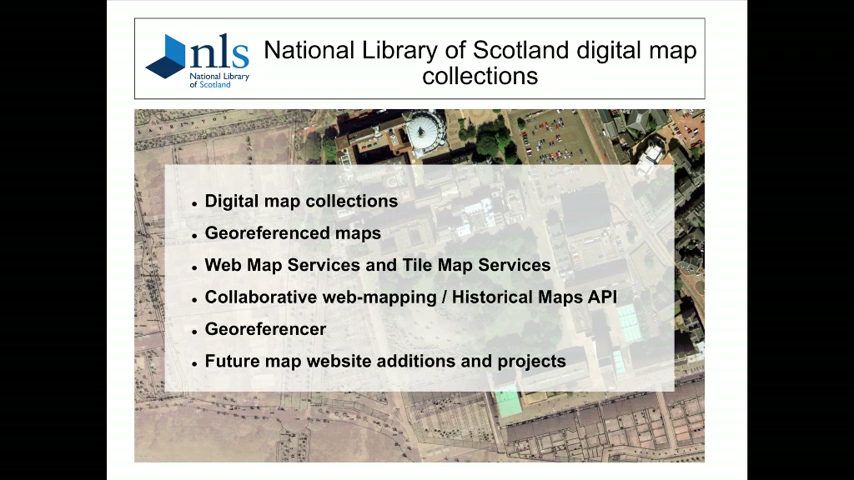 nls
National Library
of Scotland
National Library of Scotland digital map
collections
• Digital map collections
• Georeferenced maps
• Web Map Services and Tile Map Services
• Collaborative web-mapping / Historical Maps API
• Georeferencer
• Future map website additions and projects